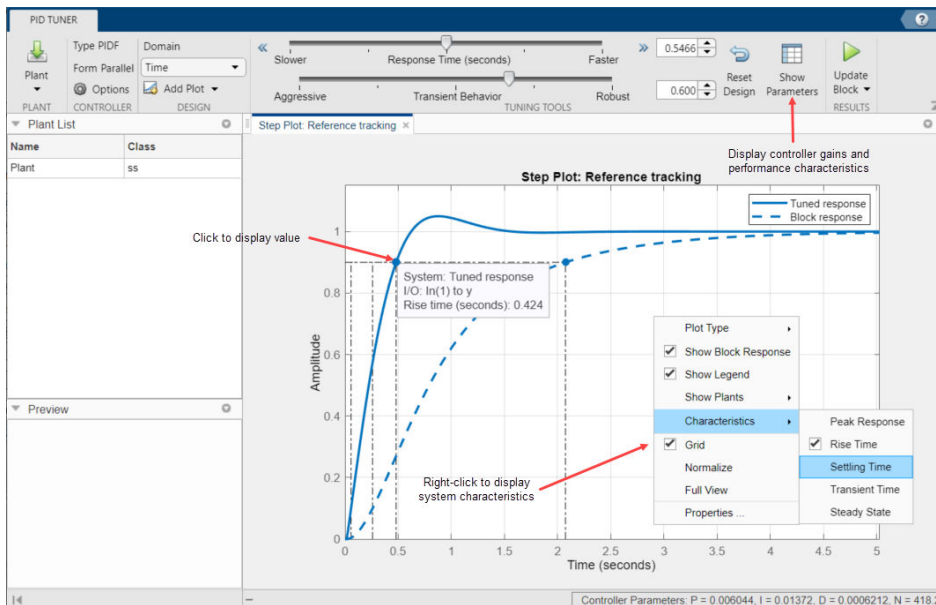 PID TUNER
?
Plant
PLANT
Type PIDF
Form Parallel
Options
CONTROLLER
Domain
Time
Add Plot
DESIGN
Slower
Response Time (seconds)
Faster
Aggressive
Transient Behavior
Robust
TUNING TOOLS
0.5466
0.600
Reset
Design
Show
Parameters
Update
Block
RESULTS
Plant List
Name Class
Plant ss
Preview
Step Plot: Reference tracking
Display controller gains and
performance characteristics
Step Plot: Reference tracking
Tuned response
Block response
Click to display value
System: Tuned response
I/O: In(1) to y
Rise time (seconds): 0.424
Amplitude
1
0.8
0.6
0.4
0.2
0
0 0.5 1 1.5 2 2.5 3 3.5 4 4.5 5
Time (seconds)
Plot Type
Show Block Response
Show Legend
Show Plants
Characteristics
Grid
Normalize
Full View
Properties ...
Peak Response
Rise Time
Settling Time
Transient Time
Steady State
Right-click to display
system characteristics
Controller Parameters: P = 0.006044, I = 0.01372, D = 0.0006212, N = 418.